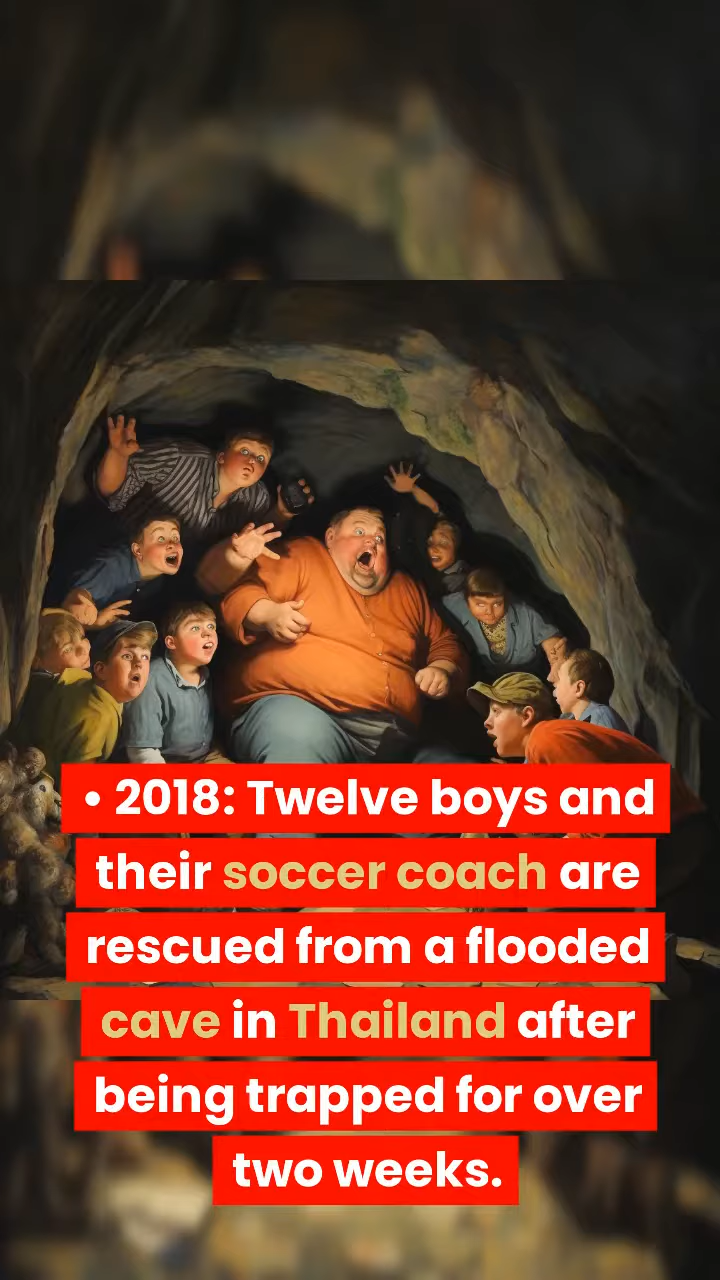 • 2018: Twelve boys and
their soccer coach are
rescued from a flooded
cave in Thailand after
being trapped for over
two weeks.